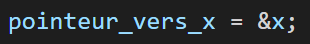 pointeur_vers_x = &x;